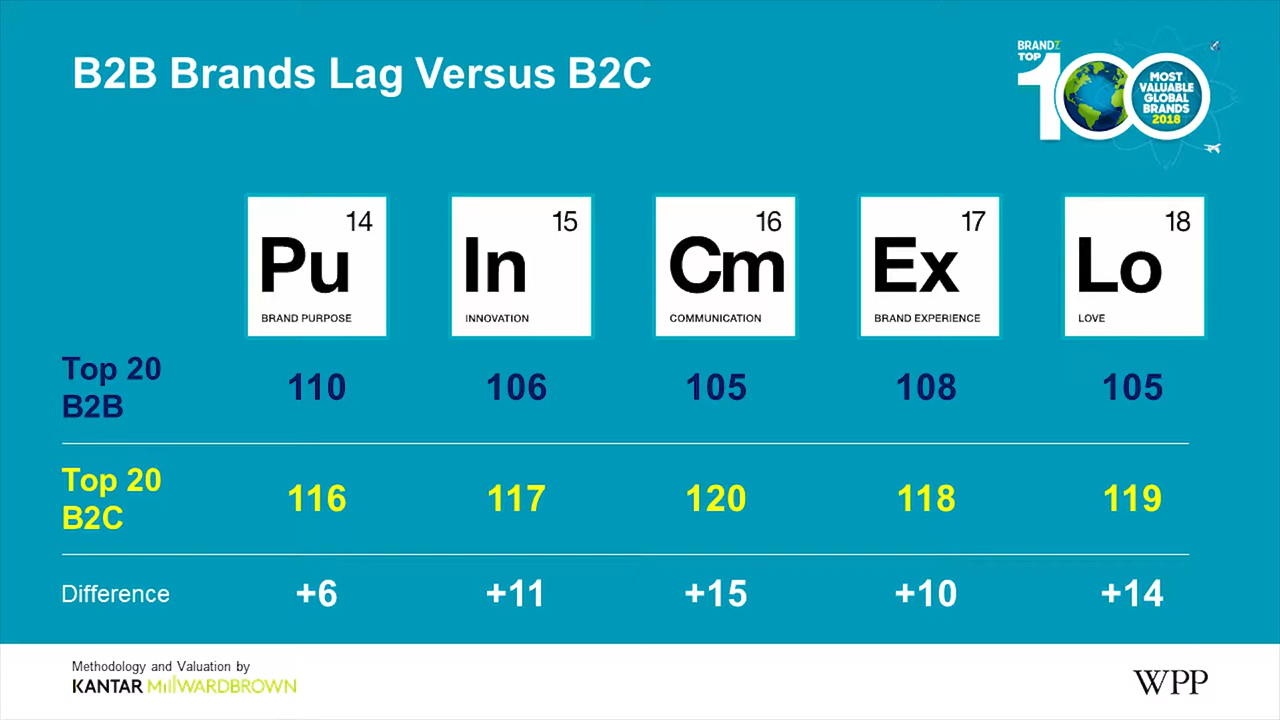 B2B Brands Lag Versus B2C
BRANDZ
TOP
100
MOST
VALUABLE
GLOBAL
BRANDS
2018
14
Pu
BRAND PURPOSE
15
In
INNOVATION
16
Cm
COMMUNICATION
17
Ex
BRAND EXPERIENCE
18
Lo
LOVE
Top 20
B2B
110 106 105 108 105
Top 20
B2C
116 117 120 118 119
Difference +6 +11 +15 +10 +14
Methodology and Valuation by
KANTAR MillWARDBROWN
WPP